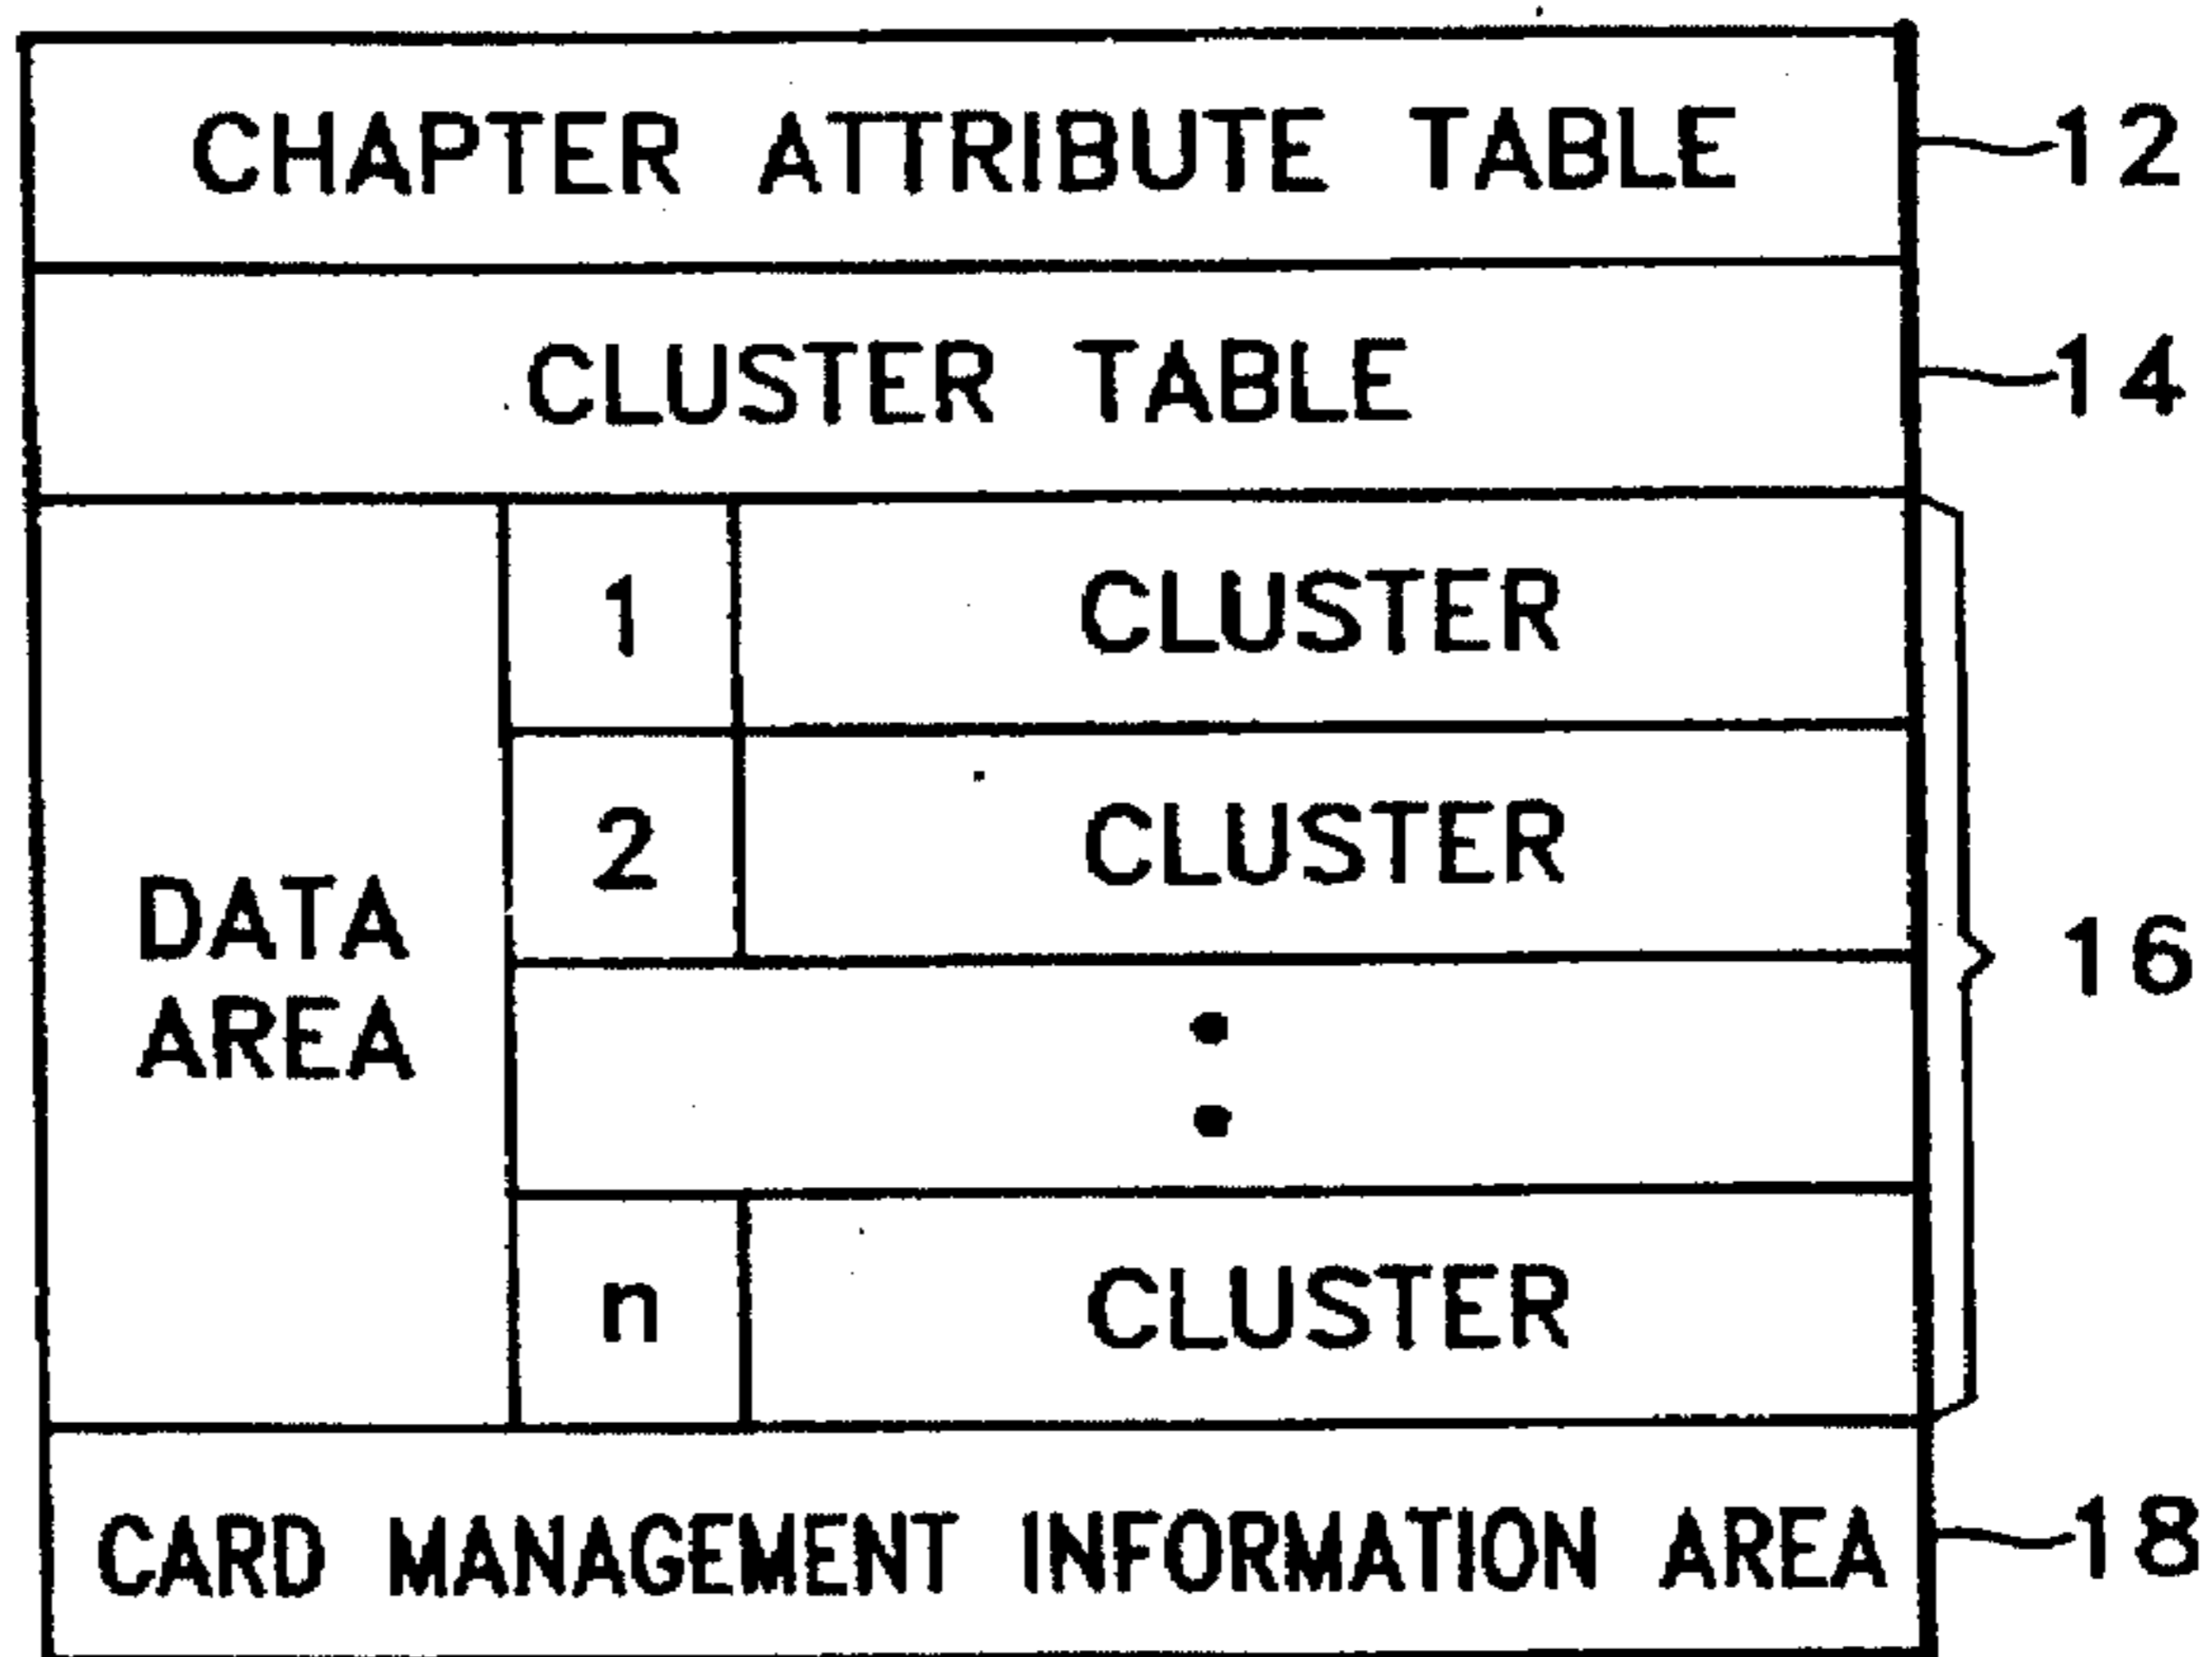 CHAPTER ATTRIBUTE TABLE 12
CLUSTER TABLE 14
DATA
AREA
1 CLUSTER
2 CLUSTER
n CLUSTER
16
CARD MANAGEMENT INFORMATION AREA 18